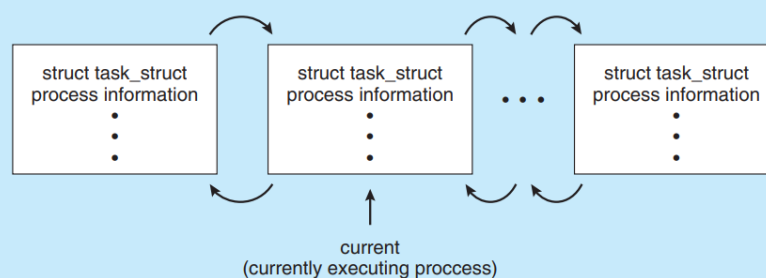 struct task_struct
process information
•
•
•
struct task_struct
process information
•
•
•
• • •
struct task_struct
process information
•
•
•
current
(currently executing proccess)